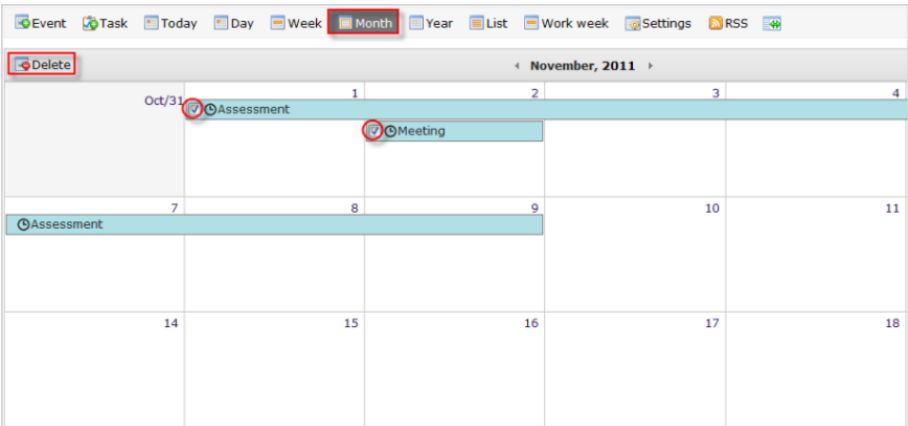 Event Task Today Day Week Month Year List Work week Settings RSS
Delete November, 2011
Oct/31 1 2 3 4
Assessment
Meeting
7 8 9 10 11
Assessment
14 15 16 17 18